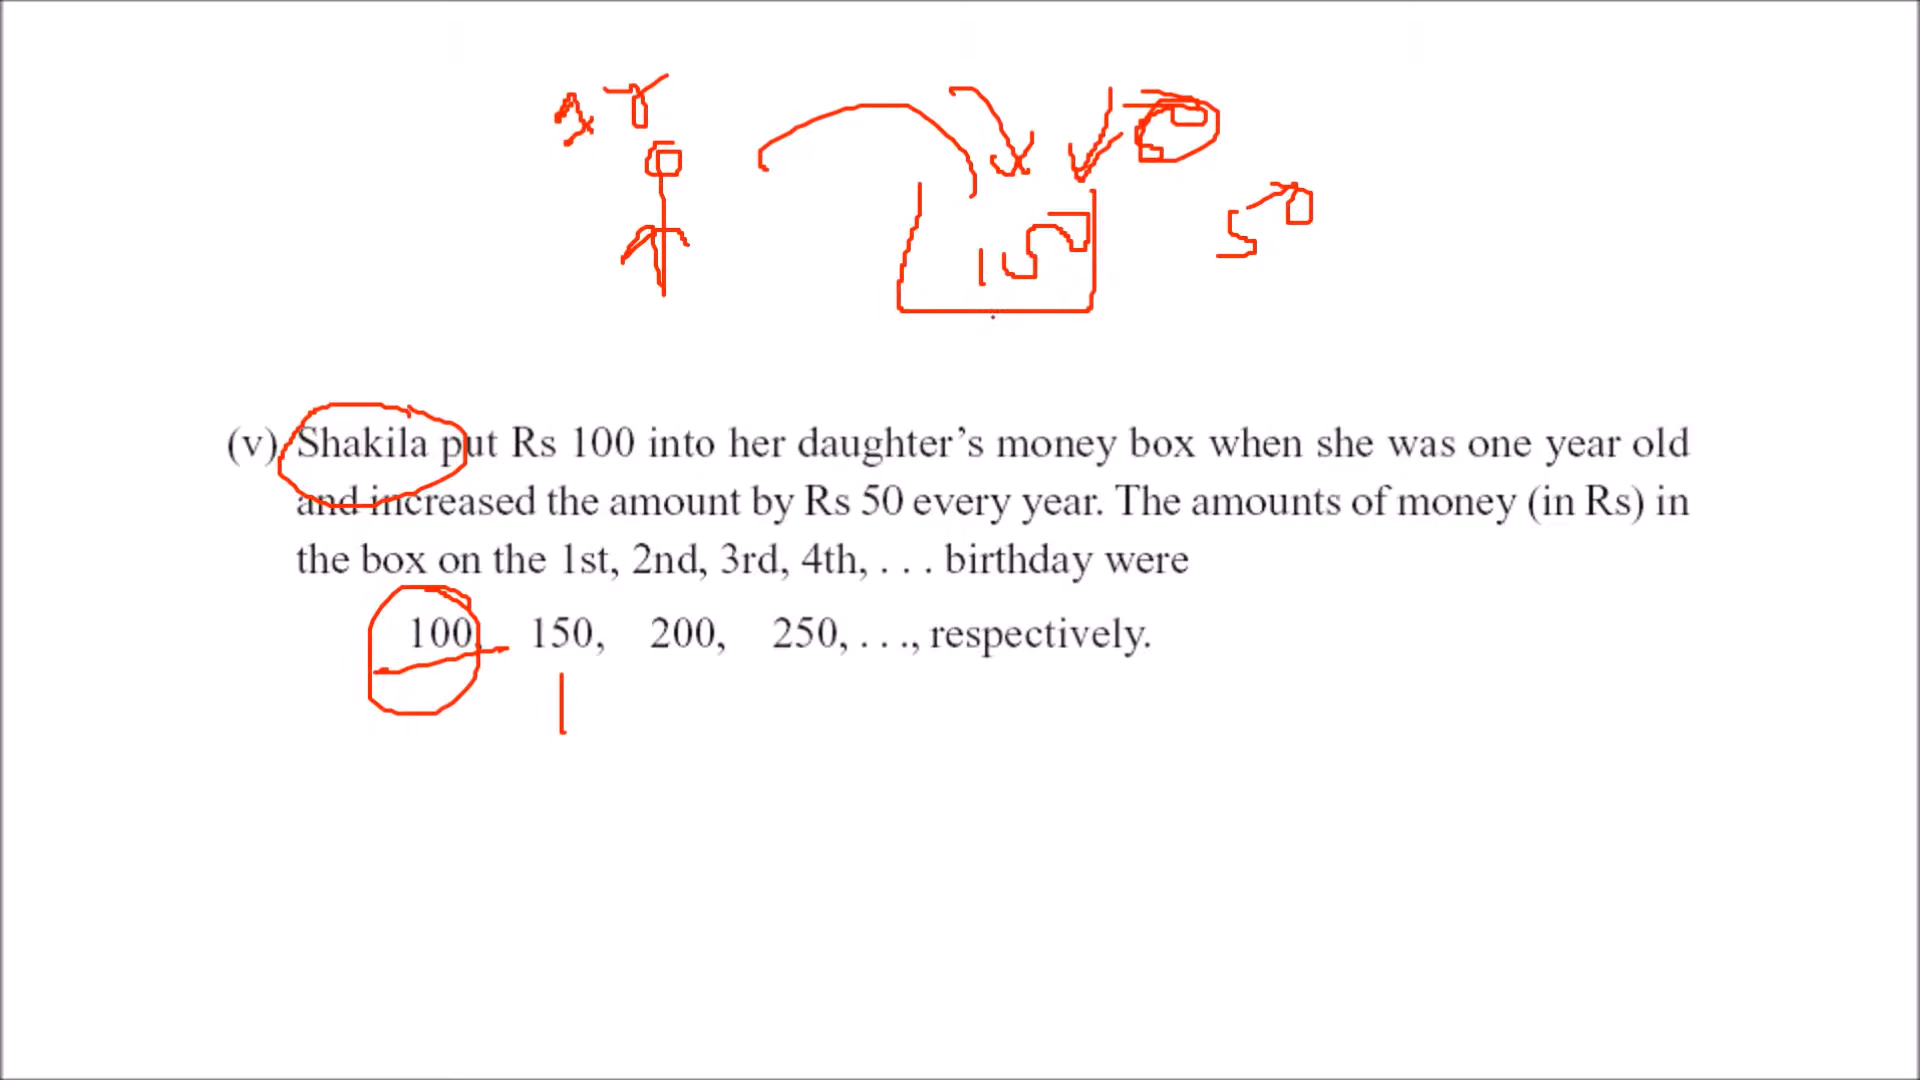 150
50
(v) Shakila put Rs 100 into her daughter’s money box when she was one year old
and increased the amount by Rs 50 every year. The amounts of money (in Rs) in
the box on the 1st, 2nd, 3rd, 4th, . . . birthday were
100, 150, 200, 250, . . ., respectively.